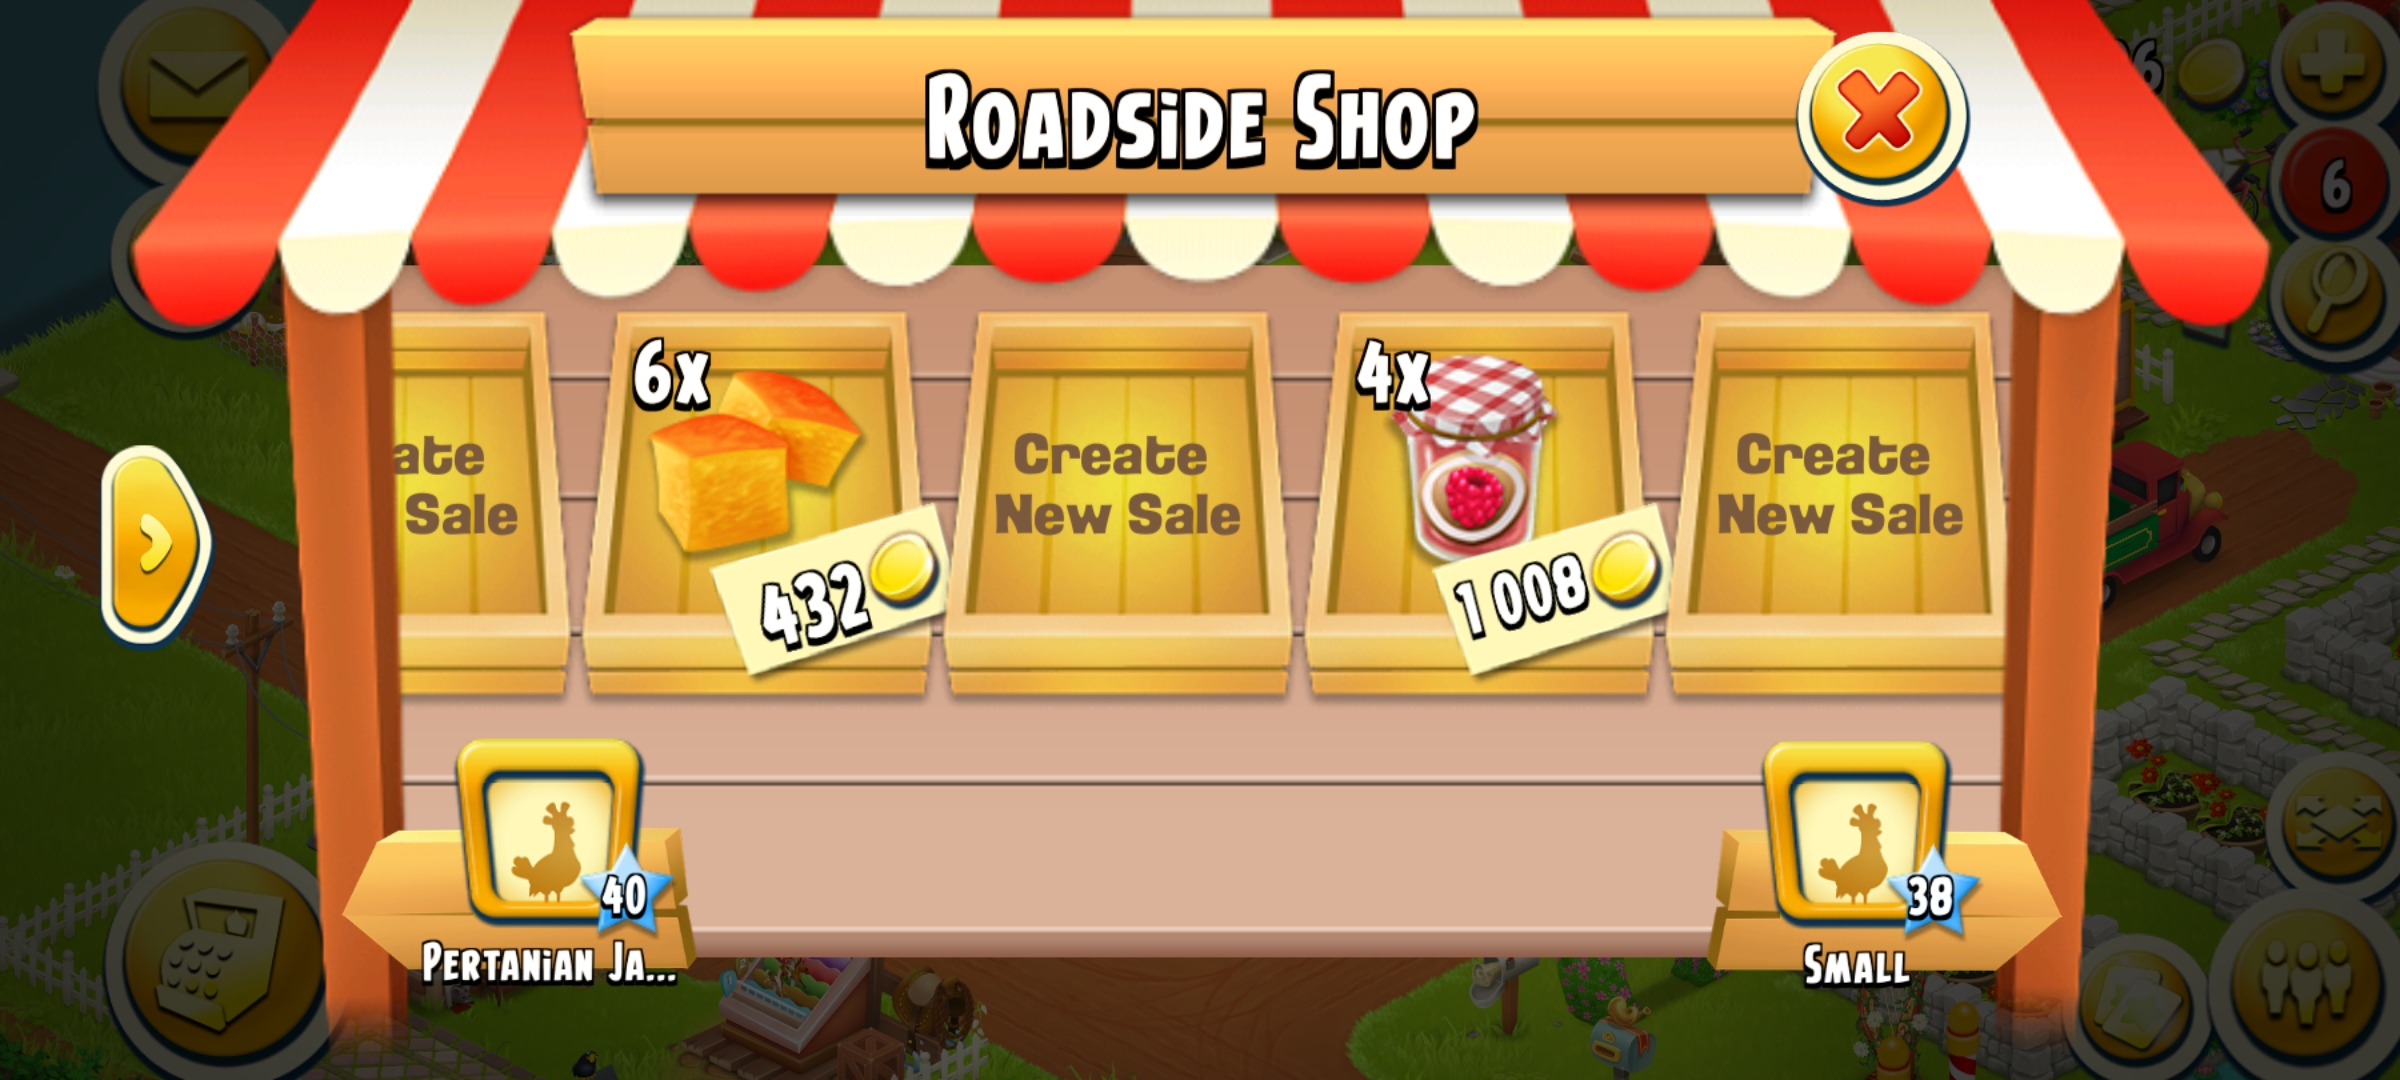 Roadside Shop
6
6
6x
4x
ate
Sale
Create
New Sale
Create
New Sale
432
1 008
40
38
Pertanian Ja...
Small